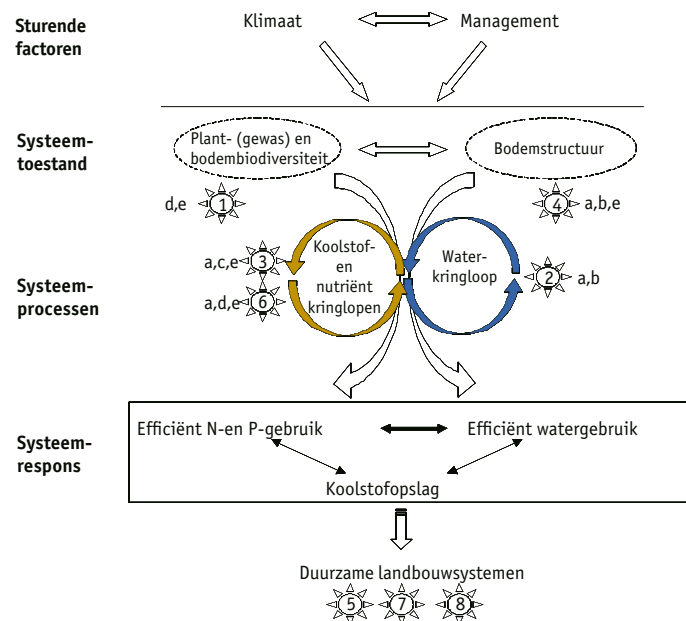 Sturende
factoren
Klimaat
Management
Systeem-
toestand
Plant- (gewas) en
bodembiodiversiteit
Bodemstructuur
d,e
1
4
a,b,e
Systeem-
processen
a,c,e
3
a,d,e
6
Koolstof-
en
nutriënt
kringlopen
Water-
kringloop
2
a,b
Systeem-
respons
Efficiënt N-en P-gebruik
Efficiënt watergebruik
Koolstofopslag
Duurzame landbouwsystemen
5
7
8